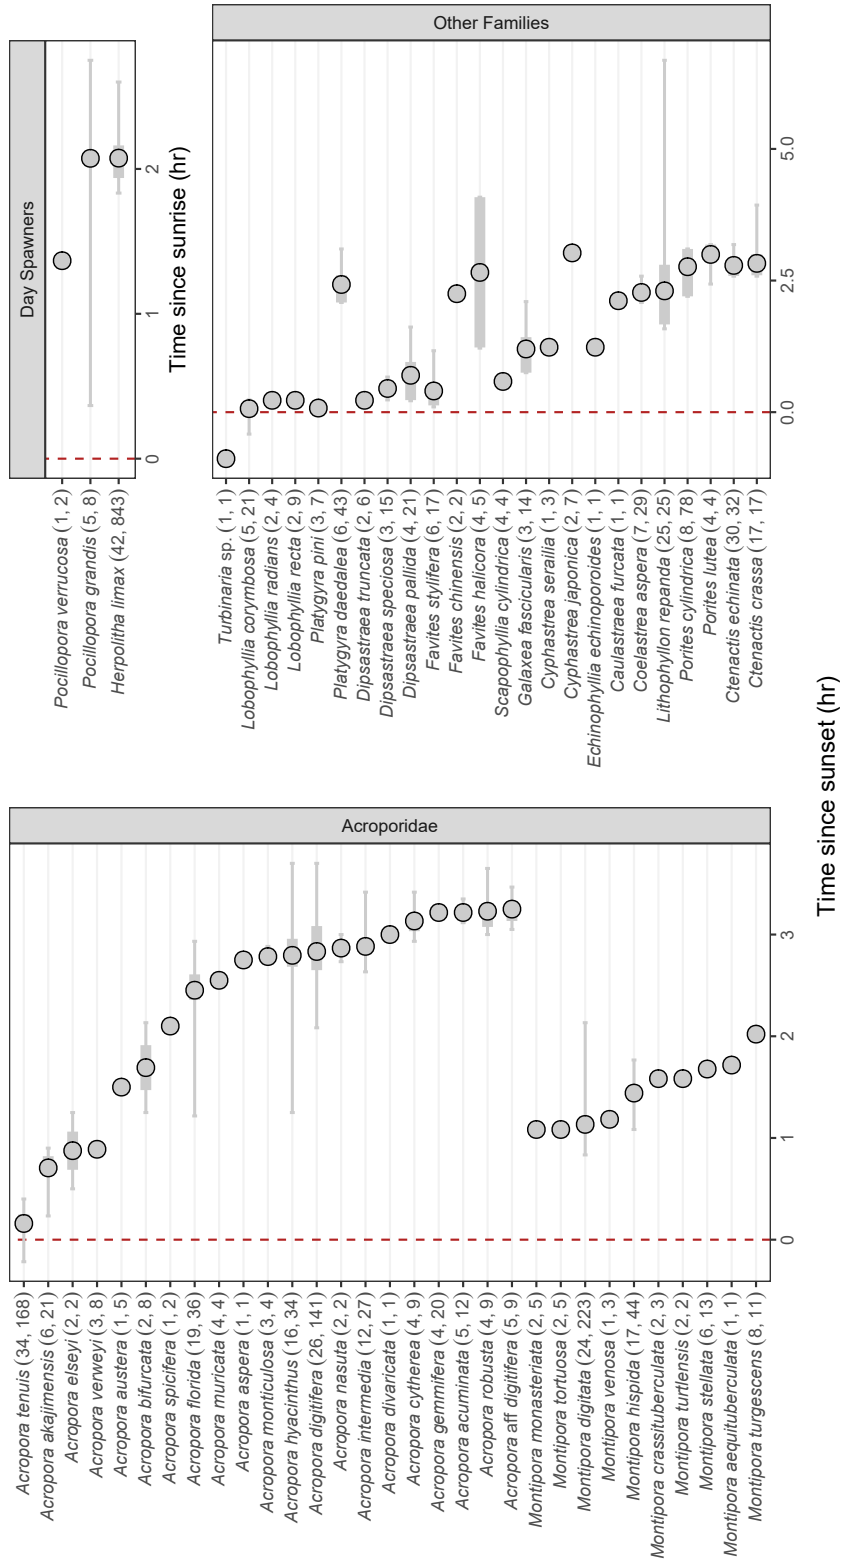 Acroporidae
Acropora tenuis (34, 168)
Acropora akajimensis (6, 21)
Acropora elseyi (2, 2)
Acropora verweyi (3, 8)
Acropora austera (1, 5)
Acropora bifurcata (2, 8)
Acropora spicifera (1, 2)
Acropora florida (19, 36)
Acropora muricata (4, 4)
Acropora aspera (1, 1)
Acropora monticulosa (3, 4)
Acropora hyacinthus (16, 34)
Acropora digitifera (26, 141)
Acropora nasuta (2, 2)
Acropora intermedia (12, 27)
Acropora divaricata (1, 1)
Acropora cytherea (4, 9)
Acropora gemmifera (4, 20)
Acropora acuminata (5, 12)
Acropora robusta (4, 9)
Acropora aff digitifera (5, 9)
Montipora monasteriata (2, 5)
Montipora tortuosa (2, 5)
Montipora digitata (24, 223)
Montipora venosa (1, 3)
Montipora hispida (17, 44)
Montipora crassituberculata (2, 3)
Montipora turtlensis (2, 2)
Montipora stellata (6, 13)
Montipora aequituberculata (1, 1)
Montipora turgescens (8, 11)
0 1 2 3
Day Spawners
Pocillopora verrucosa (1, 2)
Pocillopora grandis (5, 8)
Herpolitha limax (42, 843)
0 1 2
Time since sunrise (hr)
Other Families
Turbinaria sp. (1, 1)
Lobophyllia corymbosa (5, 21)
Lobophyllia radians (2, 4)
Lobophyllia recta (2, 9)
Platygyra pini (3, 7)
Platygyra daedalea (6, 43)
Dipsastraea truncata (2, 6)
Dipsastraea speciosa (3, 15)
Dipsastraea pallida (4, 21)
Favites stylifera (6, 17)
Favites chinensis (2, 2)
Favites halicora (4, 5)
Scapophyllia cylindrica (4, 4)
Galaxea fascicularis (3, 14)
Cyphastrea serailia (1, 3)
Cyphastrea japonica (2, 7)
Echinophyllia echinoporoides (1, 1)
Caulastraea furcata (1, 1)
Coelastrea aspera (7, 29)
Lithophyllon repanda (25, 25)
Porites cylindrica (8, 78)
Porites lutea (4, 4)
Ctenactis echinata (30, 32)
Ctenactis crassa (17, 17)
0.0 2.5 5.0
Time since sunset (hr)